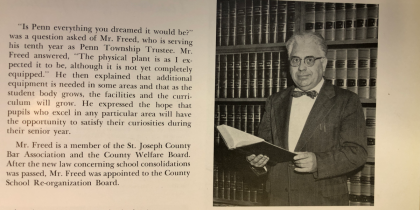 "Is Penn everything you dreamed it would be?"
was a question asked of Mr. Freed, who is serving
his tenth year as Penn Township Trustee. Mr.
Freed answered, "The physical plant is as I ex-
pected it to be, although it is not yet completely
equipped." He then explained that additional
equipment is needed in some areas and that as the
student body grows, the facilities and the curri-
culum will grow. He expressed the hope that
pupils who excel in any particular area will have
the opportunity to satisfy their curiosities during
their senior year.
Mr. Freed is a member of the St. Joseph County
Bar Association and the County Welfare Board.
After the new law concerning school consolidations
was passed, Mr. Freed was appointed to the County
School Re-organization Board.